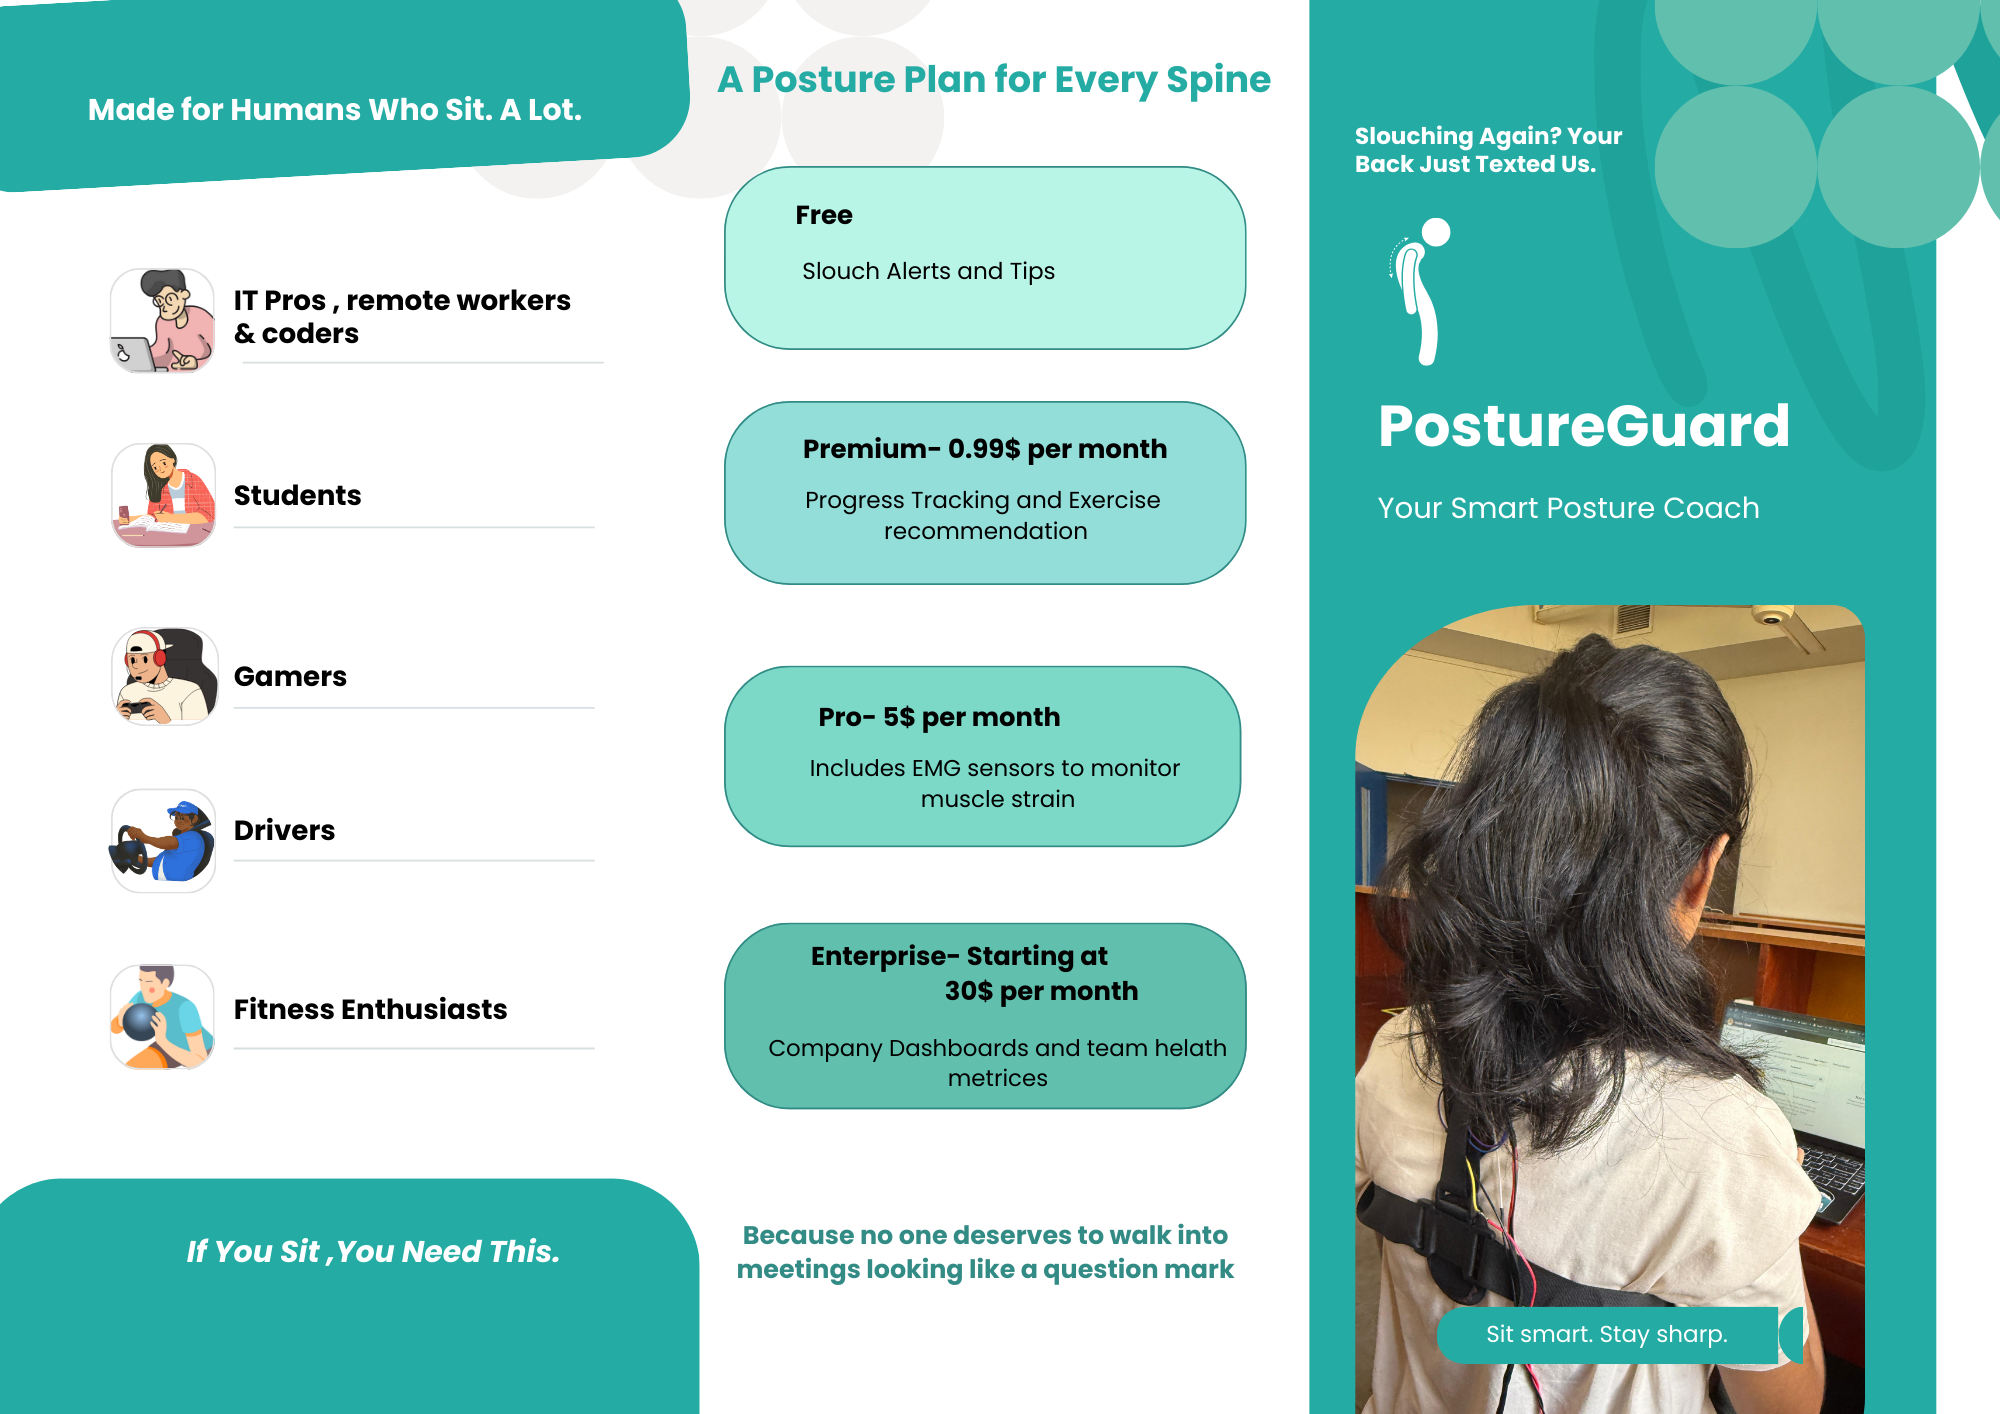 Made for Humans Who Sit. A Lot.
IT Pros , remote workers
& coders
Students
Gamers
Drivers
Fitness Enthusiasts
If You Sit ,You Need This.
A Posture Plan for Every Spine
Free
Slouch Alerts and Tips
Premium- 0.99$ per month
Progress Tracking and Exercise
recommendation
Pro- 5$ per month
Includes EMG sensors to monitor
muscle strain
Enterprise- Starting at
30$ per month
Company Dashboards and team helath
metrices
Because no one deserves to walk into
meetings looking like a question mark
Slouching Again? Your
Back Just Texted Us.
PostureGuard
Your Smart Posture Coach
Sit smart. Stay sharp.